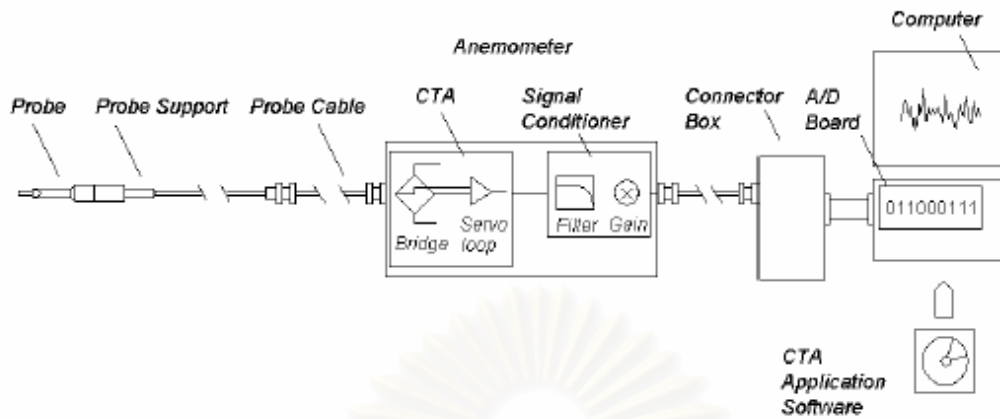 Computer
Anemometer
Probe
Probe Support
Probe Cable
CTA
Signal
Conditioner
Connector
Box
A/D
Board
Bridge
Servo
loop
Filter
Gain
011000111
CTA
Application
Software